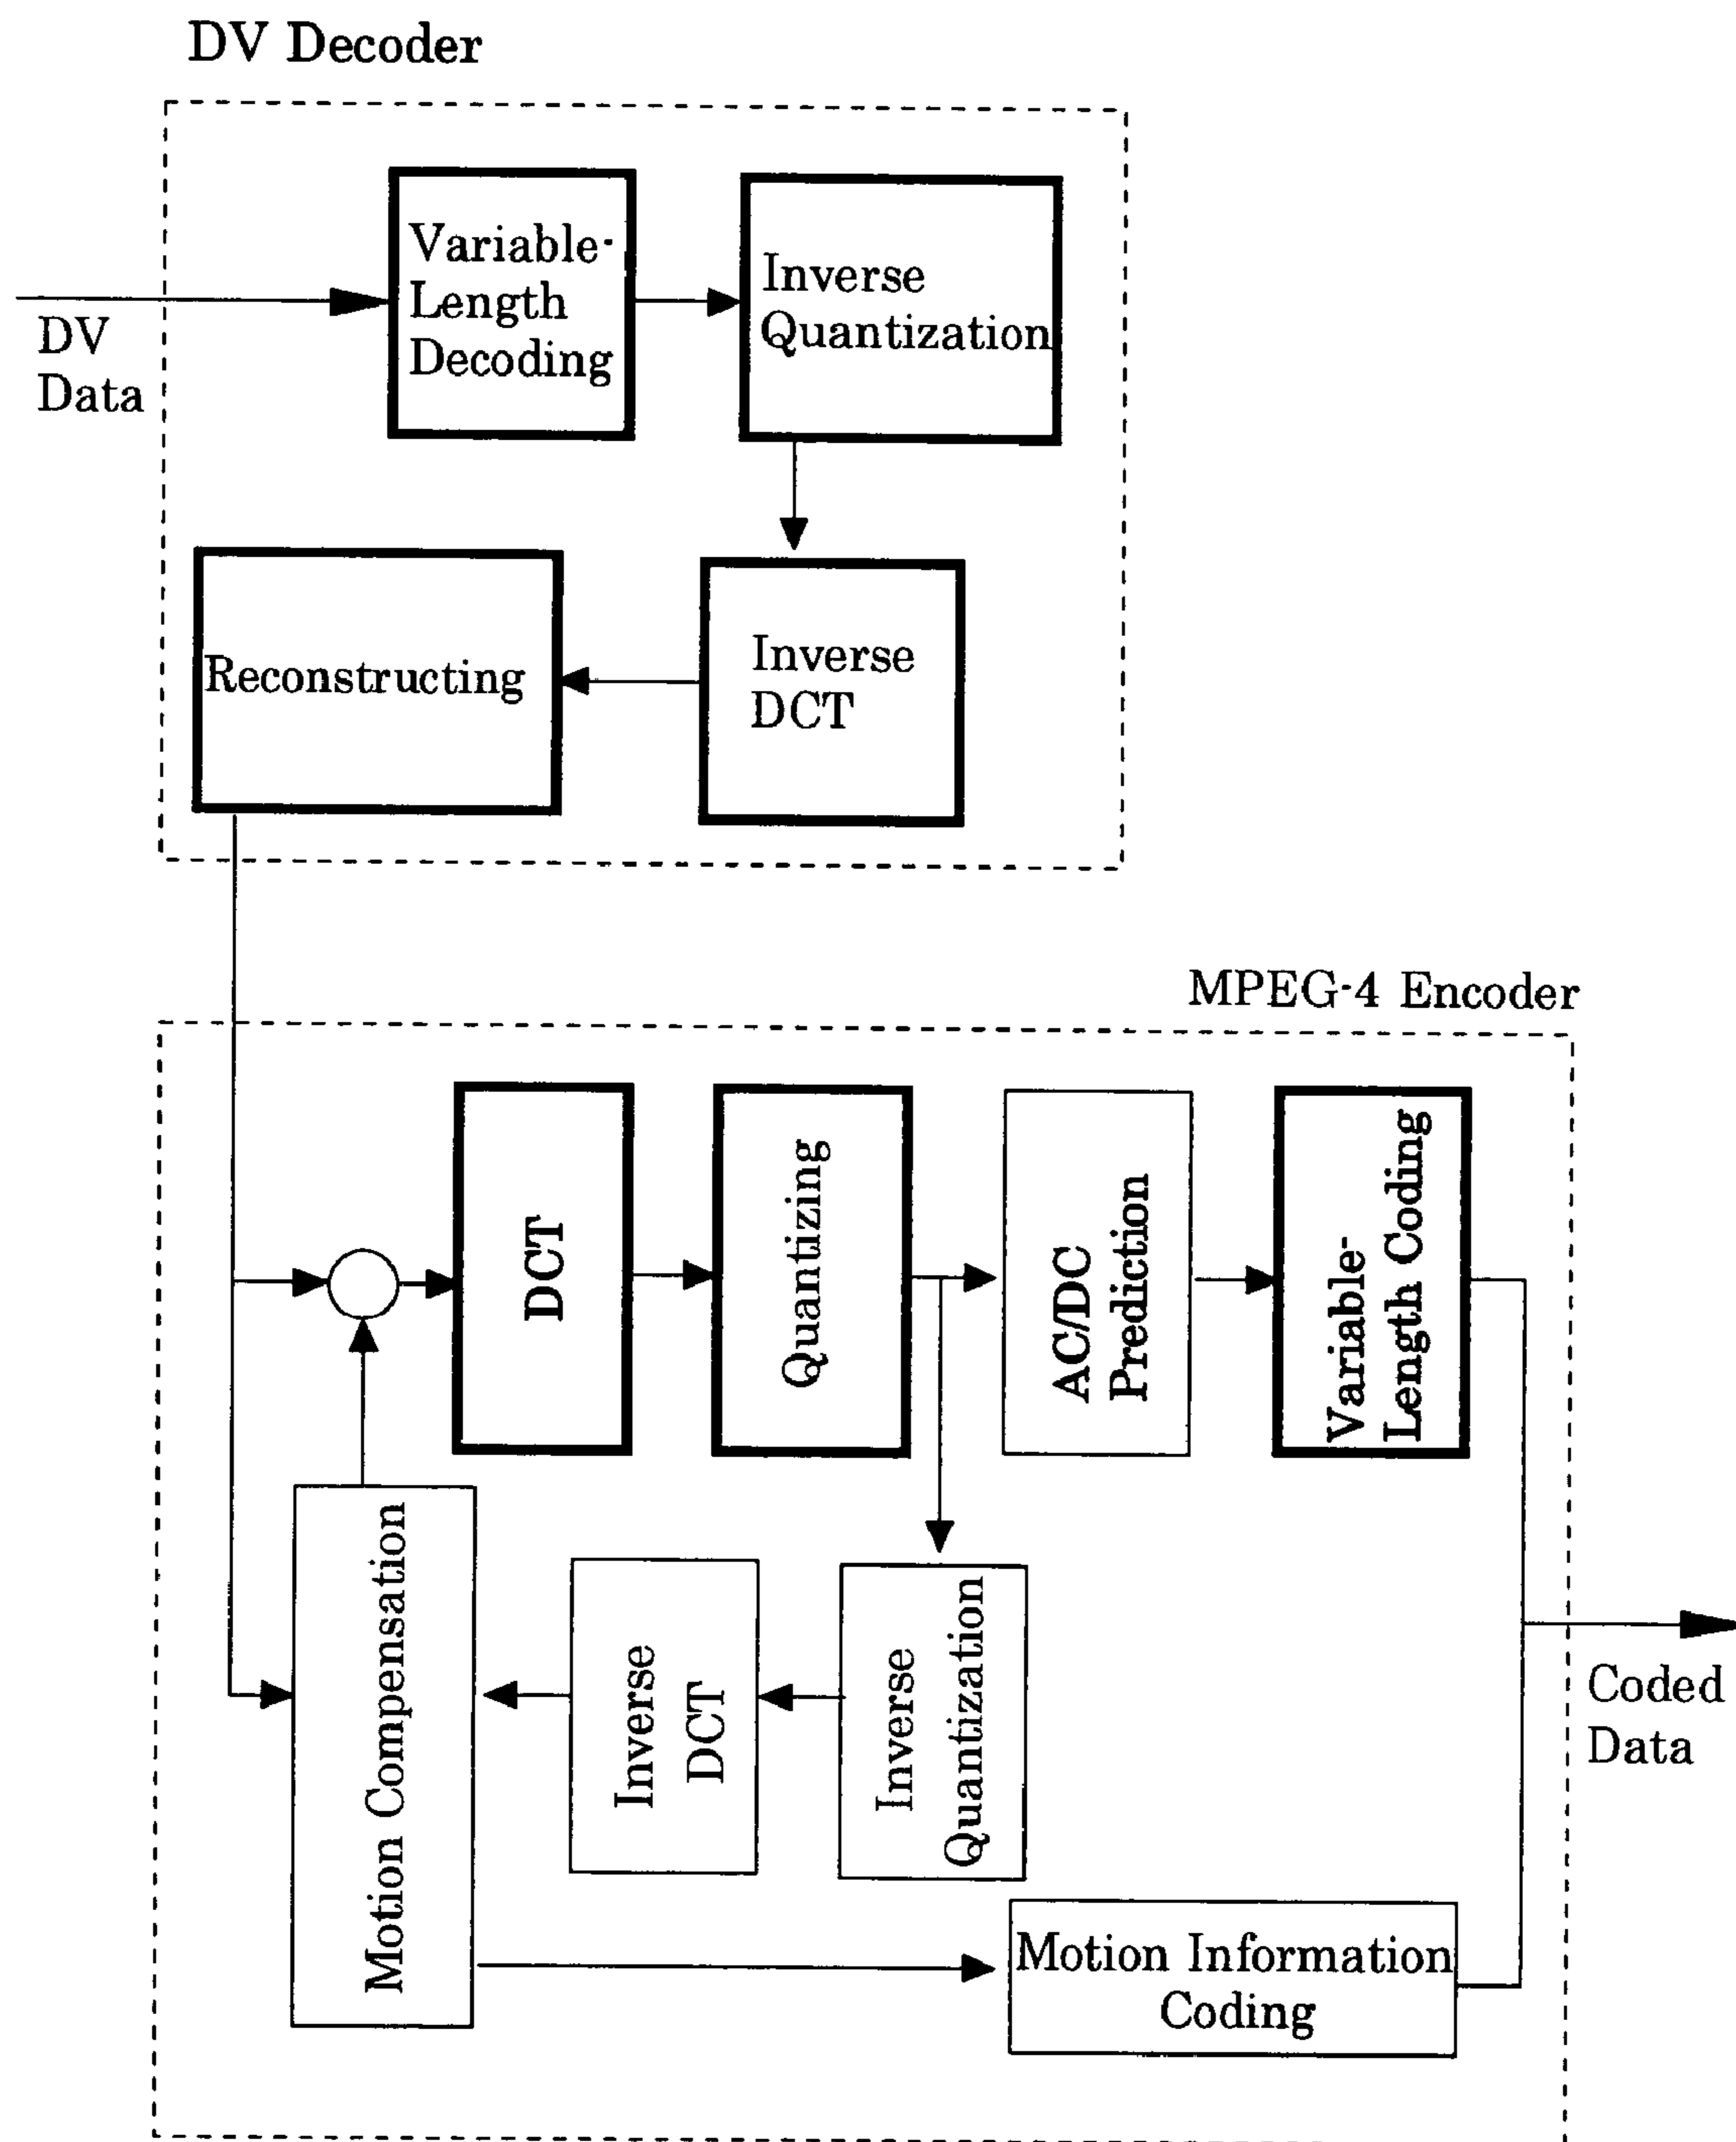 DV Decoder
Variable-
Length
Decoding
Inverse
Quantization
DV
Data
Reconstructing
Inverse
DCT
MPEG-4 Encoder
DCT
Quantizing
AC/DC
Prediction
Variable-
Length Coding
Motion Compensation
Inverse
DCT
Inverse
Quantization
Coded
Data
Motion Information
Coding